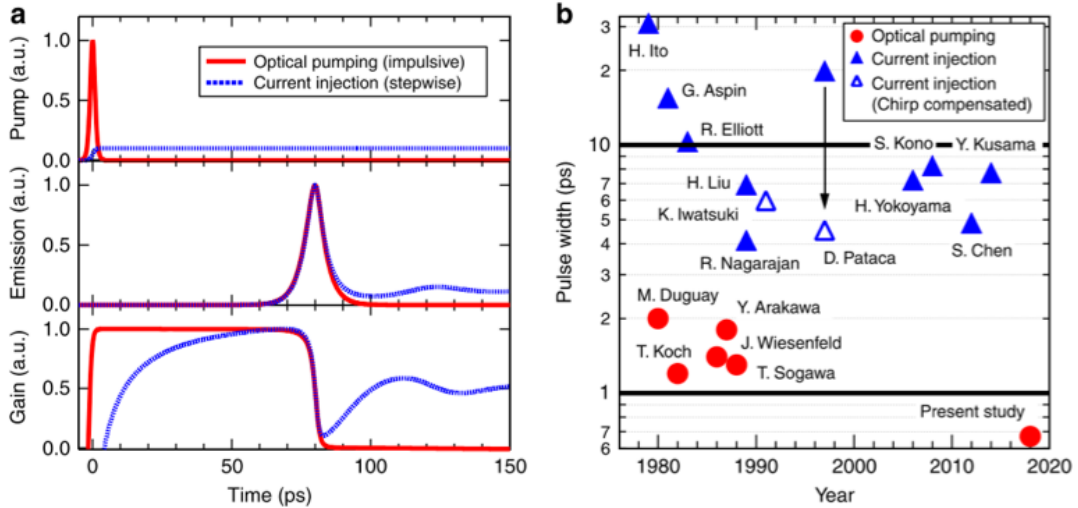 a
Pump (a.u.)
1.0
0.5
0.0
Optical pumping (impulsive)
Current injection (stepwise)
Emission (a.u.)
1.0
0.5
0.0
Gain (a.u.)
1.0
0.5
0.0
0
50
100
150
Time (ps)
b
Pulse width (ps)
3
2
10
7
6
5
4
3
2
1
7
6
H. Ito
G. Aspin
R. Elliott
Optical pumping
Current injection
Current injection
(Chirp compensated)
S. Kono
Y. Kusama
H. Liu
K. Iwatsuki
H. Yokoyama
R. Nagarajan
D. Pataca
S. Chen
M. Duguay
Y. Arakawa
J. Wiesenfeld
T. Koch
T. Sogawa
Present study
1980
1990
2000
2010
2020
Year